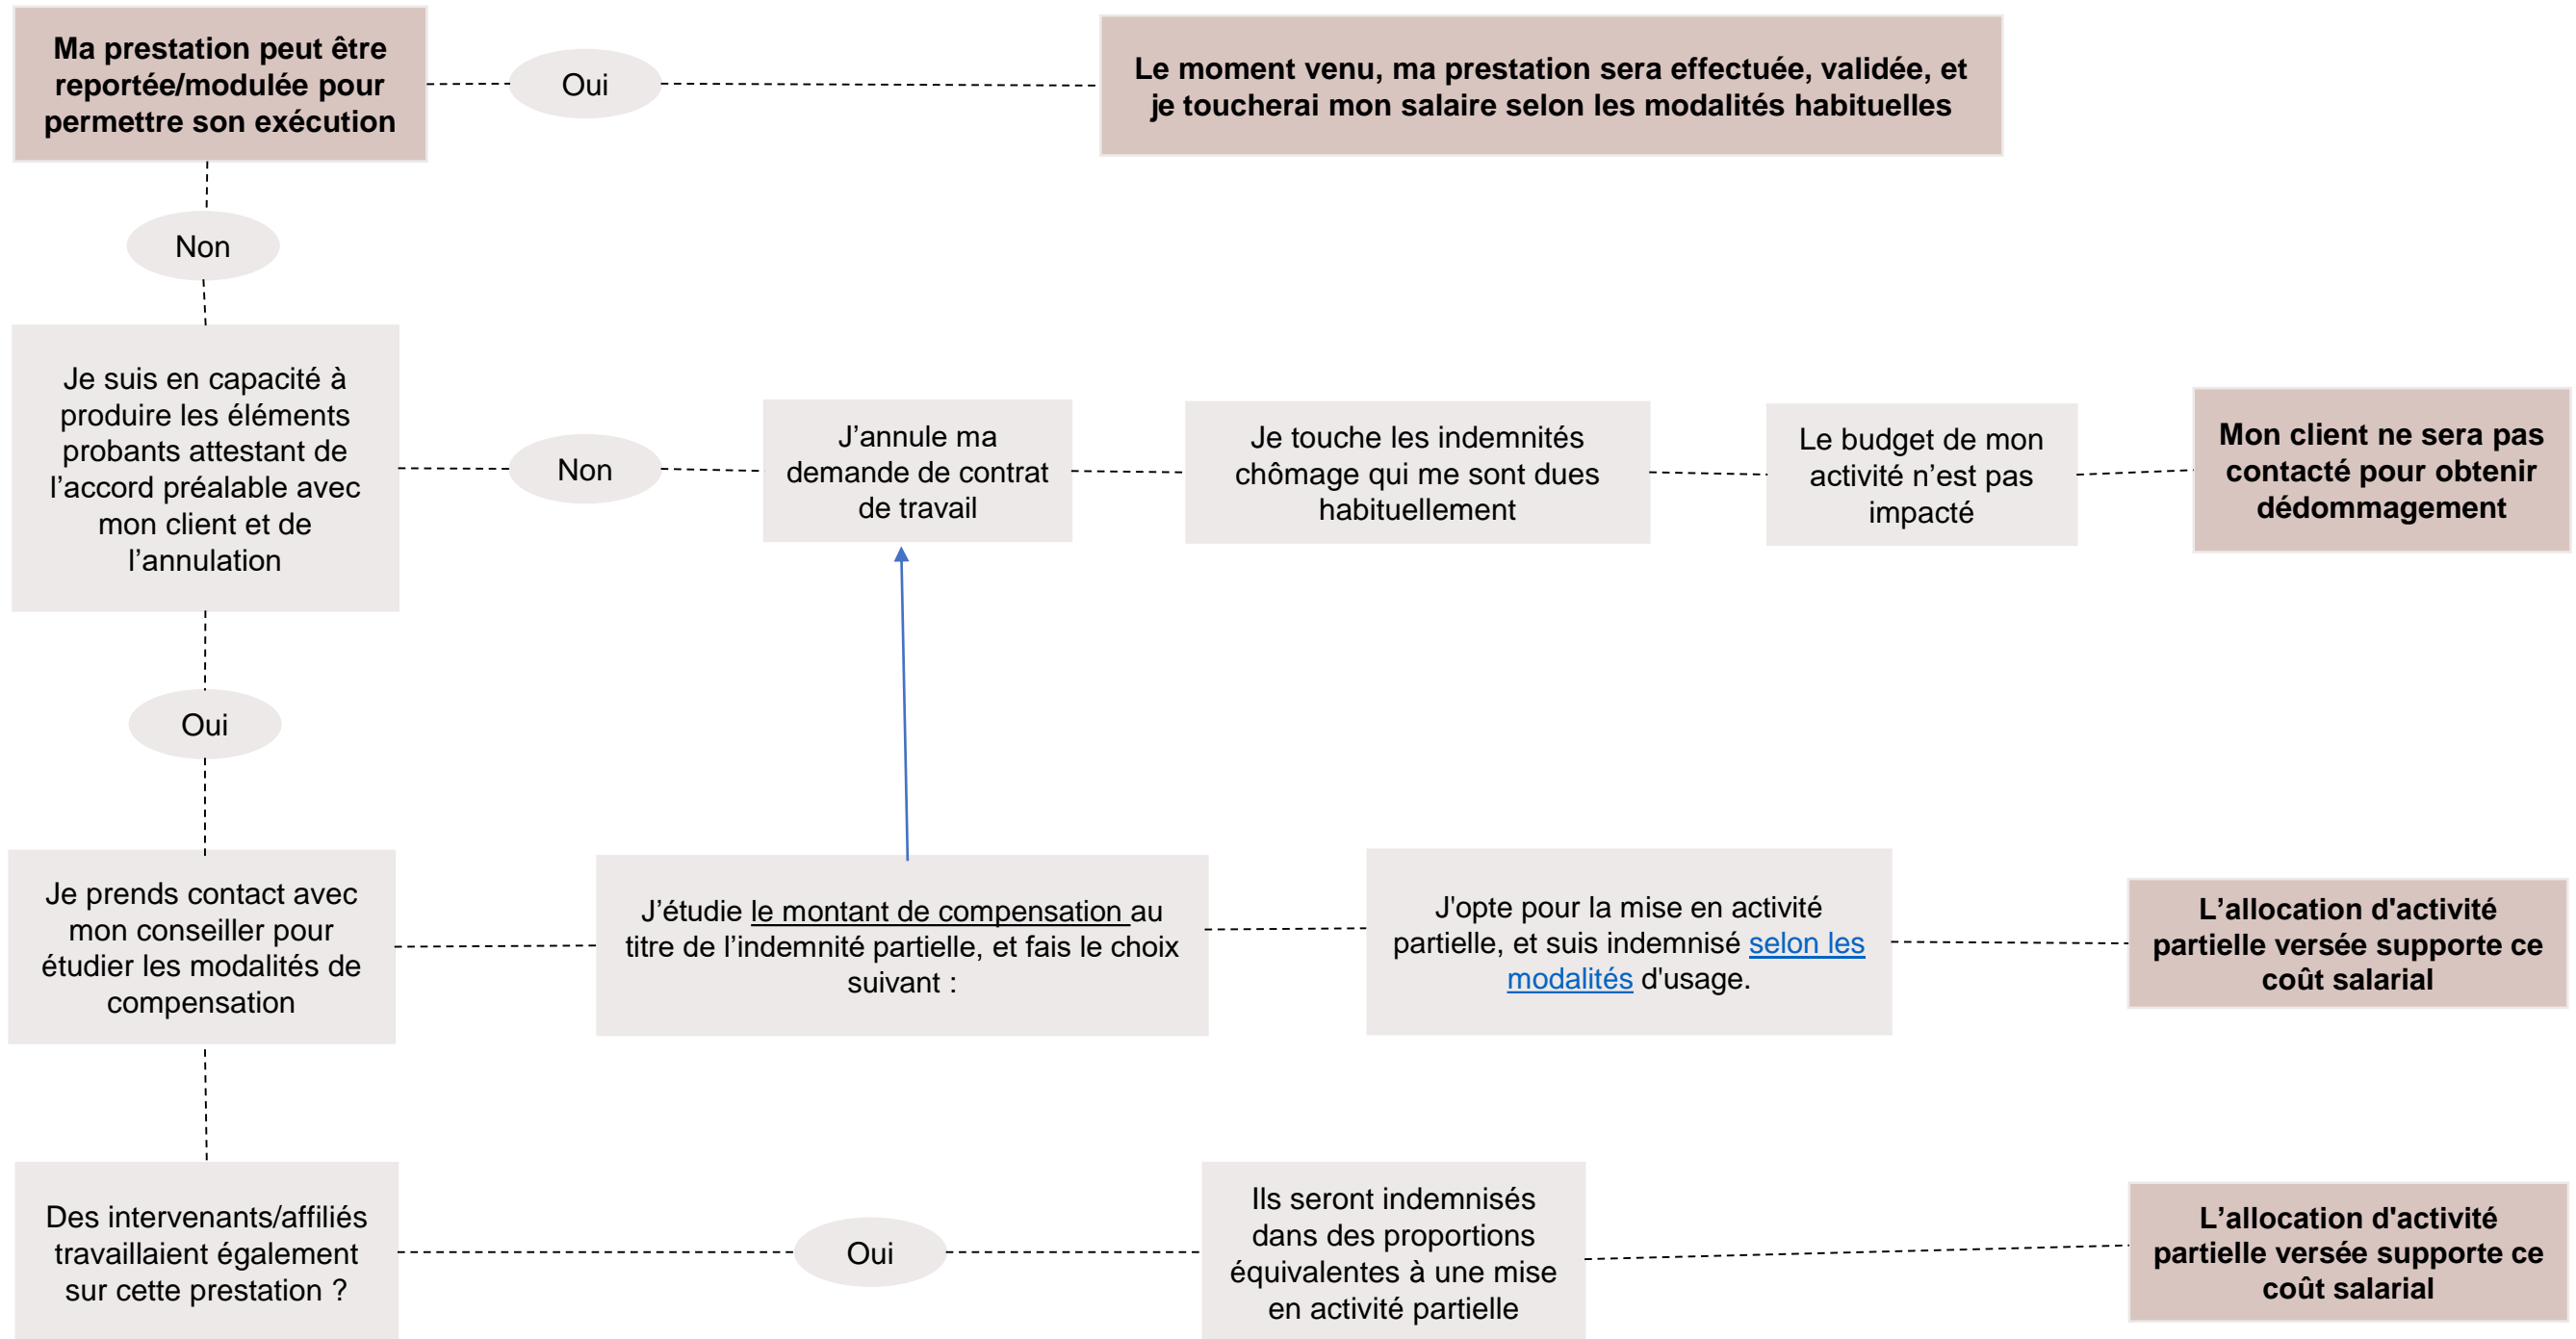 Ma prestation peut être
reportée/modulée pour
permettre son exécution
Oui
Le moment venu, ma prestation sera effectuée, validée, et
je toucherai mon salaire selon les modalités habituelles
Non
Je suis en capacité à
produire les éléments
probants attestant de
l’accord préalable avec
mon client et de
l’annulation
Non
J’annule ma
demande de contrat
de travail
Je touche les indemnités
chômage qui me sont dues
habituellement
Le budget de mon
activité n’est pas
impacté
Mon client ne sera pas
contacté pour obtenir
dédommagement
Oui
Je prends contact avec
mon conseiller pour
étudier les modalités de
compensation
J’étudie le montant de compensation au
titre de l’indemnité partielle, et fais le choix
suivant :
J'opte pour la mise en activité
partielle, et suis indemnisé selon les
modalités d'usage.
L’allocation d'activité
partielle versée supporte ce
coût salarial
Des intervenants/affiliés
travaillaient également
sur cette prestation ?
Oui
Ils seront indemnisés
dans des proportions
équivalentes à une mise
en activité partielle
L’allocation d'activité
partielle versée supporte ce
coût salarial